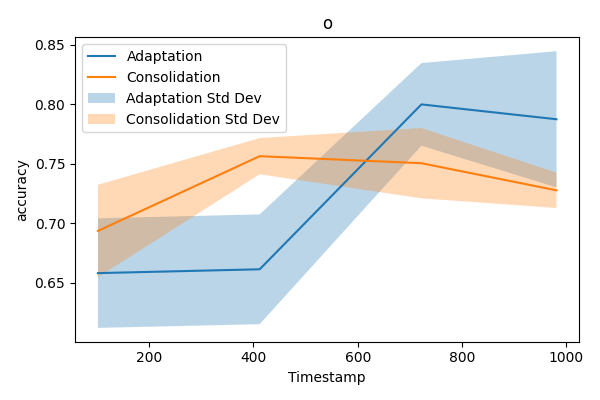 o
0.85
0.80
0.75
0.70
0.65
accuracy
Adaptation
Consolidation
Adaptation Std Dev
Consolidation Std Dev
200
400
600
800
1000
Timestamp